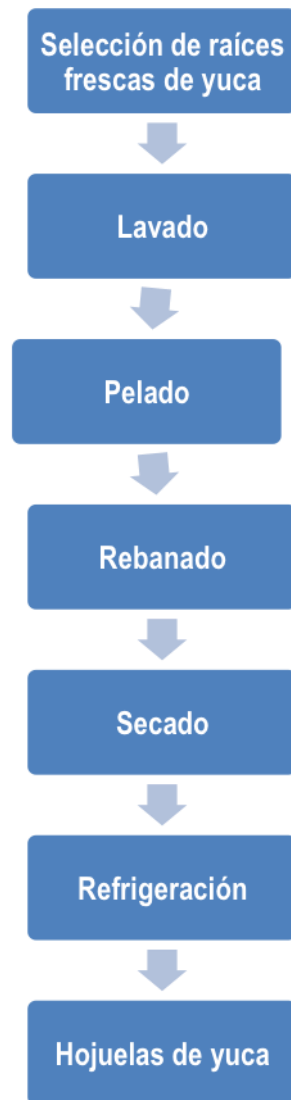 Selección de raíces
frescas de yuca
Lavado
Pelado
Rebanado
Secado
Refrigeración
Hojuelas de yuca